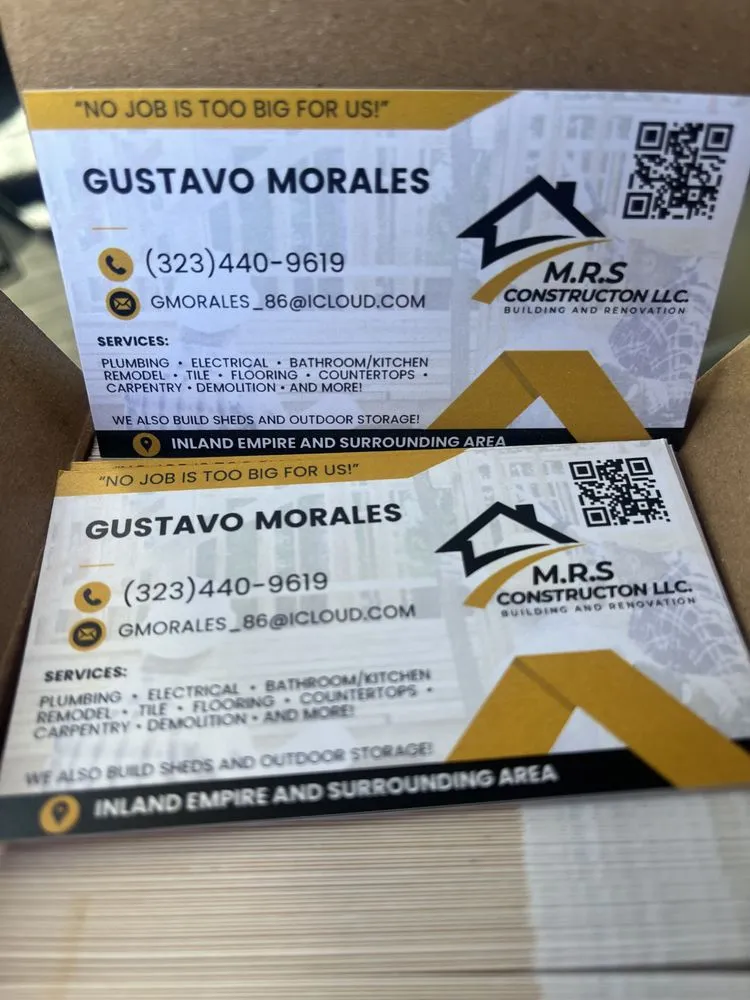 "NO JOB IS TOO BIG FOR US!"
GUSTAVO MORALES
(323)440-9619
GMORALES_86@ICLOUD.COM
SERVICES:
PLUMBING • ELECTRICAL • BATHROOM/KITCHEN
REMODEL • TILE • FLOORING • COUNTERTOPS •
CARPENTRY • DEMOLITION • AND MORE!
WE ALSO BUILD SHEDS AND OUTDOOR STORAGE!
INLAND EMPIRE AND SURROUNDING AREA
M.R.S
CONSTRUCTON LLC.
BUILDING AND RENOVATION
"NO JOB IS TOO BIG FOR US!"
GUSTAVO MORALES
(323)440-9619
GMORALES_86@ICLOUD.COM
SERVICES:
PLUMBING • ELECTRICAL • BATHROOM/KITCHEN
REMODEL • TILE • FLOORING • COUNTERTOPS •
CARPENTRY • DEMOLITION • AND MORE!
WE ALSO BUILD SHEDS AND OUTDOOR STORAGE!
INLAND EMPIRE AND SURROUNDING AREA
M.R.S
CONSTRUCTON LLC.
BUILDING AND RENOVATION